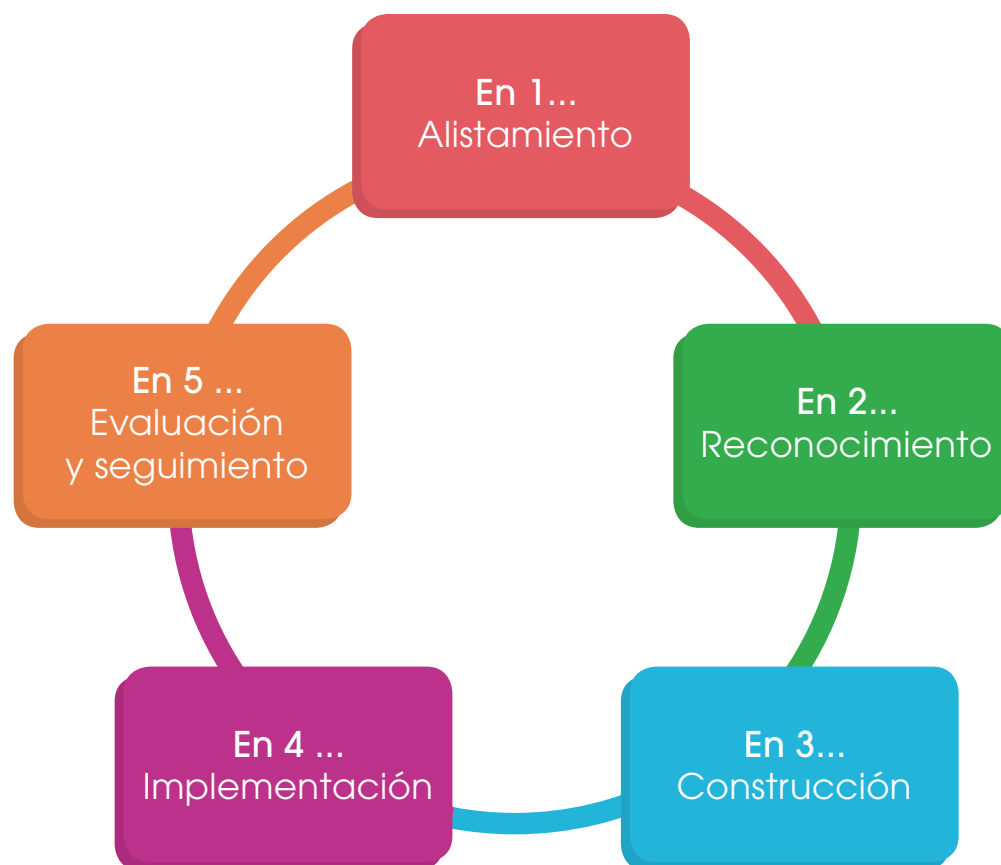 En 1...
Alistamiento
En 2...
Reconocimiento
En 3...
Construcción
En 4 ...
Implementación
En 5 ...
Evaluación
y seguimiento